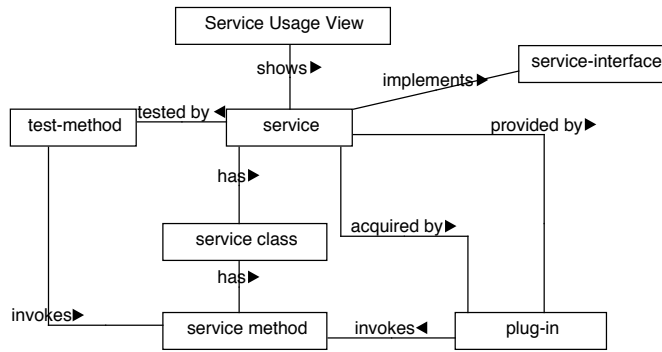 Service Usage View
shows▶
service-interface
implements▶
tested by◀
test-method
service
provided by▶
has▶
acquired by▶
service class
has▶
invokes▶
service method
invokes◀
plug-in